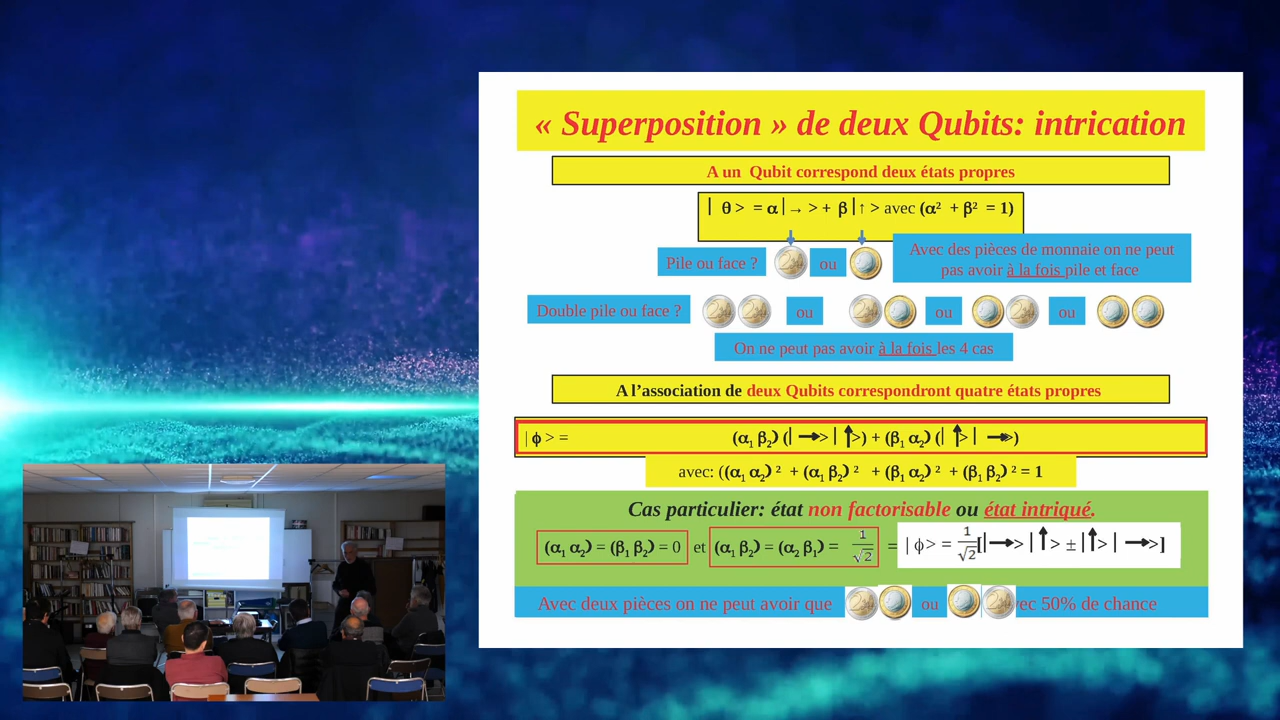 « Superposition » de deux Qubits: intrication
A un Qubit correspond deux états propres
| θ > = α | → > + β | ↑ > avec (α² + β² = 1)
Pile ou face ?
ou
Avec des pièces de monnaie on ne peut
pas avoir à la fois pile et face
Double pile ou face ?
ou
ou
ou
On ne peut pas avoir à la fois les 4 cas
A l’association de deux Qubits correspondront quatre états propres
| ϕ > = (α₁ β₂) (| → > | ↑ >) + (β₁ α₂) (| ↑ > | → >)
avec: ((α₁ α₂) ² + (α₁ β₂) ² + (β₁ α₂) ² + (β₁ β₂) ² = 1
Cas particulier: état non factorisable ou état intriqué.
(α₁ α₂) = (β₁ β₂) = 0 et (α₁ β₂) = (α₂ β₁) = 1/√2 = | ϕ > = 1/√2 [| → > | ↑ > ± | ↑ > | → >]
Avec deux pièces on ne peut avoir que ou vec 50% de chance